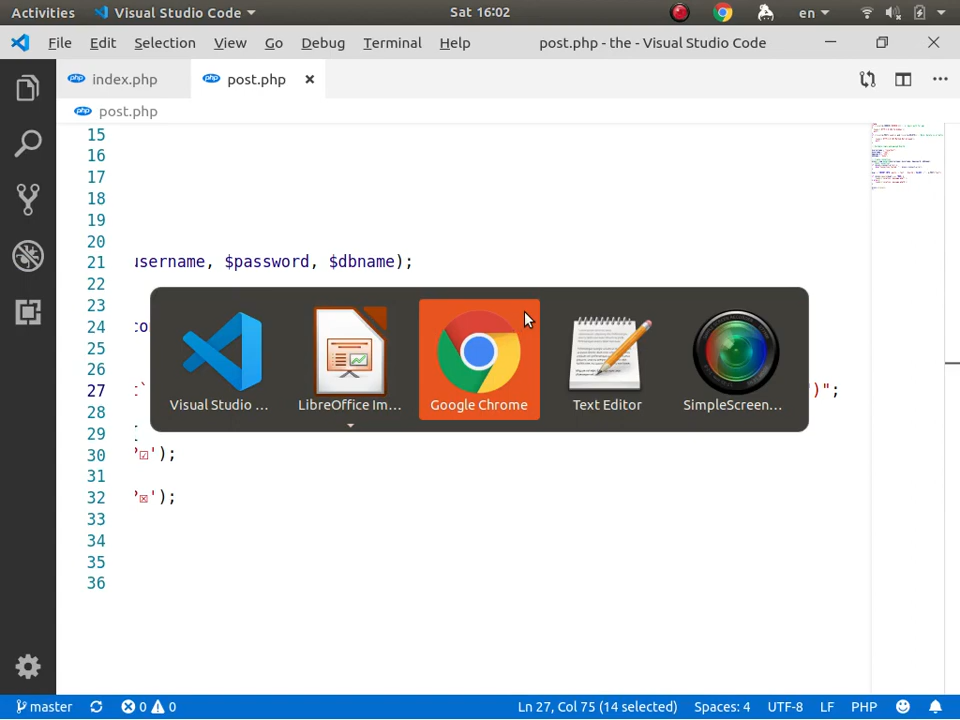 Activities
Visual Studio Code
Sat 16:02
en
File Edit Selection View Go Debug Terminal Help
post.php - the - Visual Studio Code
index.php
post.php
post.php
15
16
17
18
19
20
21 username, $password, $dbname);
22
23
24
25
26
27 )";
28
29
30 '☑');
31
32 '☒');
33
34
35
36
Visual Studio ...
LibreOffice Im...
Google Chrome
Text Editor
SimpleScreen...
master
0 0
Ln 27, Col 75 (14 selected)
Spaces: 4
UTF-8
LF
PHP